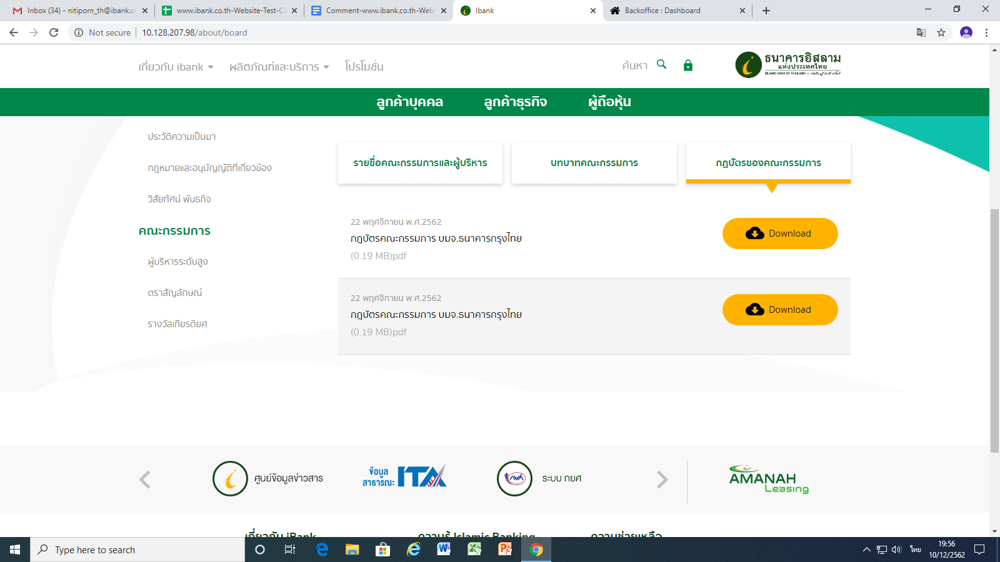 Inbox (34) - nitiporn_th@ibank.cc
www.ibank.co.th-Website-Test-Ca
Comment-www.ibank.co.th-Webs
Ibank
Backoffice : Dashboard
Not secure
10.128.207.98/about/board
เกี่ยวกับ ibank
ผลิตภัณฑ์และบริการ
โปรโมชั่น
ค้นหา
ธนาคารอิสลาม
แห่งประเทศไทย
ISLAMIC BANK OF THAILAND
ลูกค้าบุคคล
ลูกค้าธุรกิจ
ผู้ถือหุ้น
ประวัติความเป็นมา
กฎหมายและอนุบัญญัติที่เกี่ยวข้อง
วิสัยทัศน์ พันธกิจ
คณะกรรมการ
ผู้บริหารระดับสูง
ตราสัญลักษณ์
รางวัลเกียรติยศ
รายชื่อคณะกรรมการและผู้บริหาร
บทบาทคณะกรรมการ
กฎบัตรของคณะกรรมการ
22 พฤศจิกายน พ.ศ.2562
กฎบัตรคณะกรรมการ บมจ.ธนาคารกรุงไทย
(0.19 MB)pdf
Download
22 พฤศจิกายน พ.ศ.2562
กฎบัตรคณะกรรมการ บมจ.ธนาคารกรุงไทย
(0.19 MB)pdf
Download
ศูนย์ข้อมูลข่าวสาร
ข้อมูล
สาธารณะ
ITA
ระบบ กยศ
AMANAH
Leasing
เกี่ยวกับ iBank
ความรู้ Islamic Banking
ความช่วยเหลือ
Type here to search
ไทย
19:56
10/12/2562